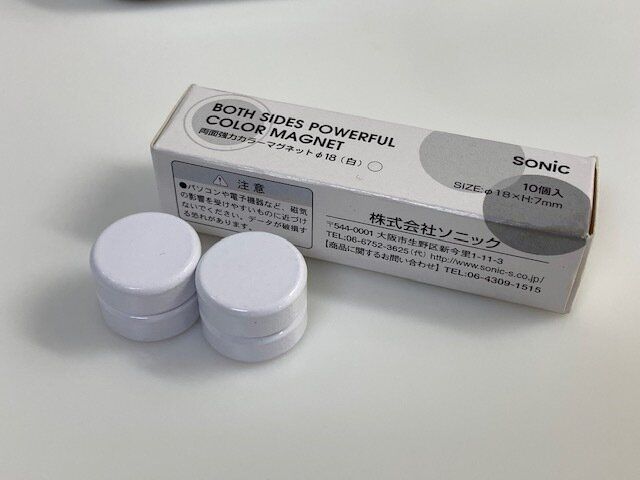 BOTH SIDES POWERFUL
COLOR MAGNET
両面強力カラーマグネットφ18(白)
SONiC
10個入
SIZE:φ18×H:7mm
注意
●パソコンや電子機器など、磁気
の影響を受けやすいものに近づけ
ないでください。データが破損す
る恐れがあります。
株式会社ソニック
〒544-0001 大阪市生野区新今里1-11-3
TEL:06-6752-3625(代) http://www.sonic-s.co.jp/
【商品に関するお問い合わせ】TEL:06-4309-1515